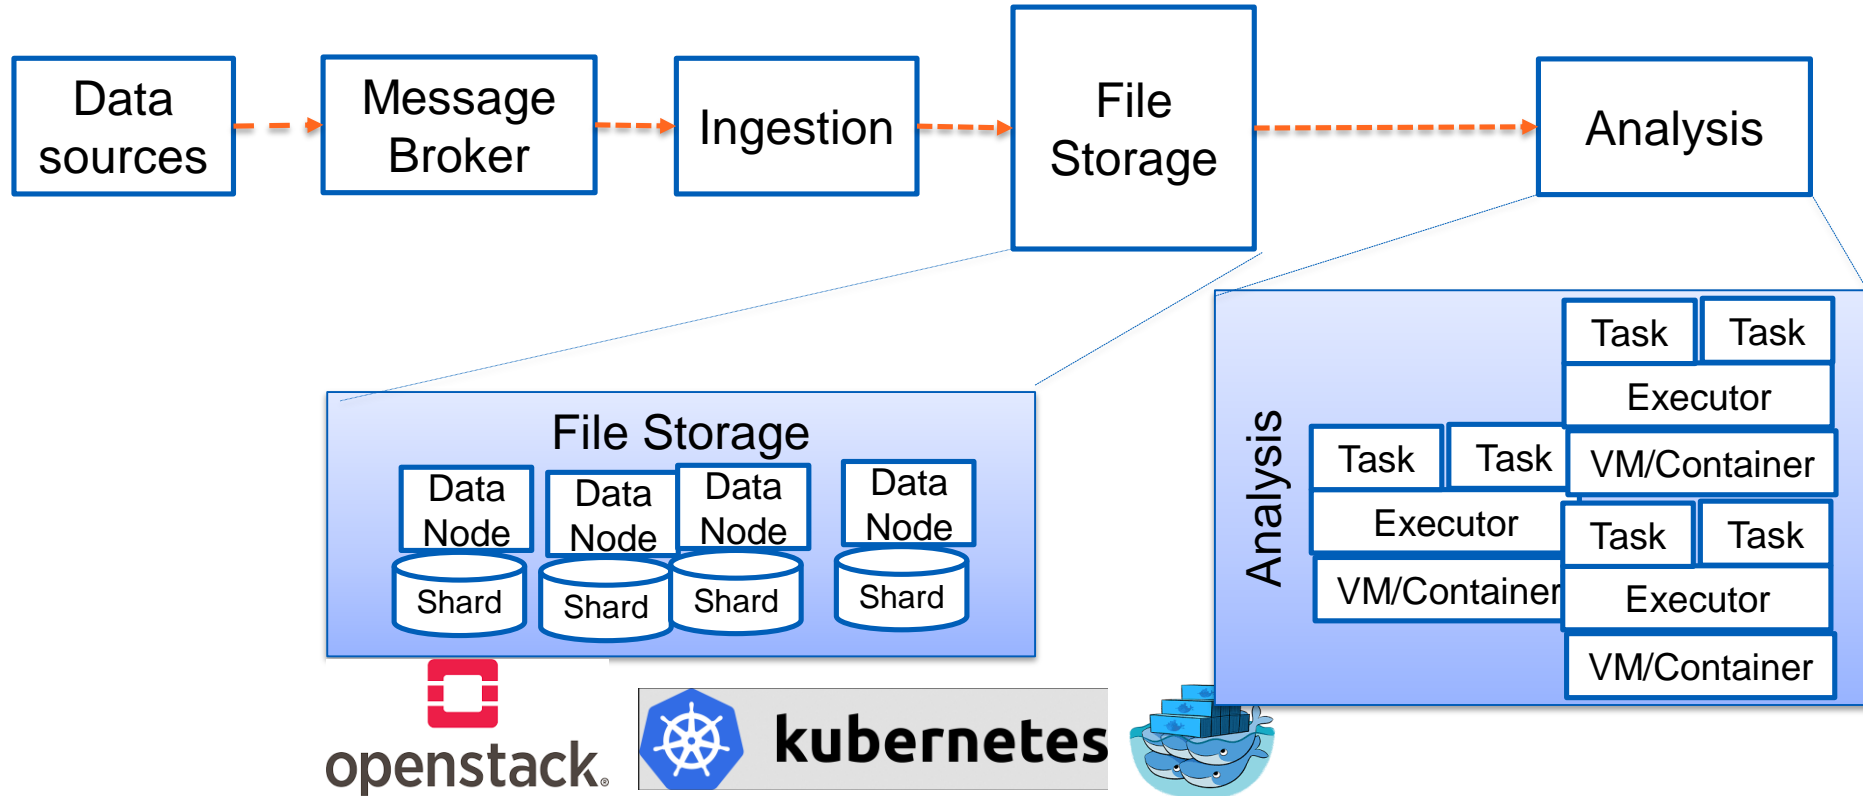 Data
sources
Message
Broker
Ingestion
File
Storage
Analysis
File Storage
Data
Node
Shard
Data
Node
Shard
Data
Node
Shard
Data
Node
Shard
Analysis
Task
Task
Executor
VM/Container
Task
Task
Executor
VM/Container
Task
Task
Executor
VM/Container
openstack.
kubernetes